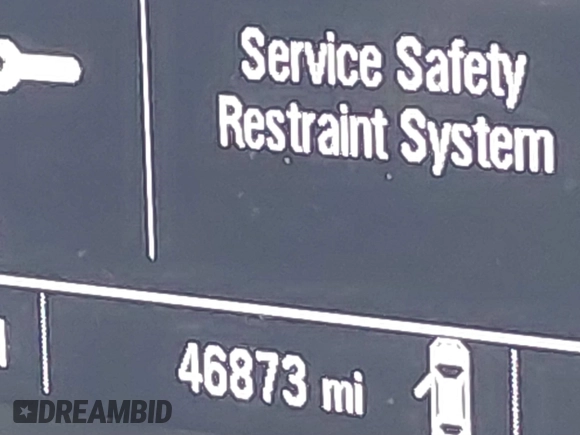 Service Safety
Restraint System
46873 mi
DREAMBID